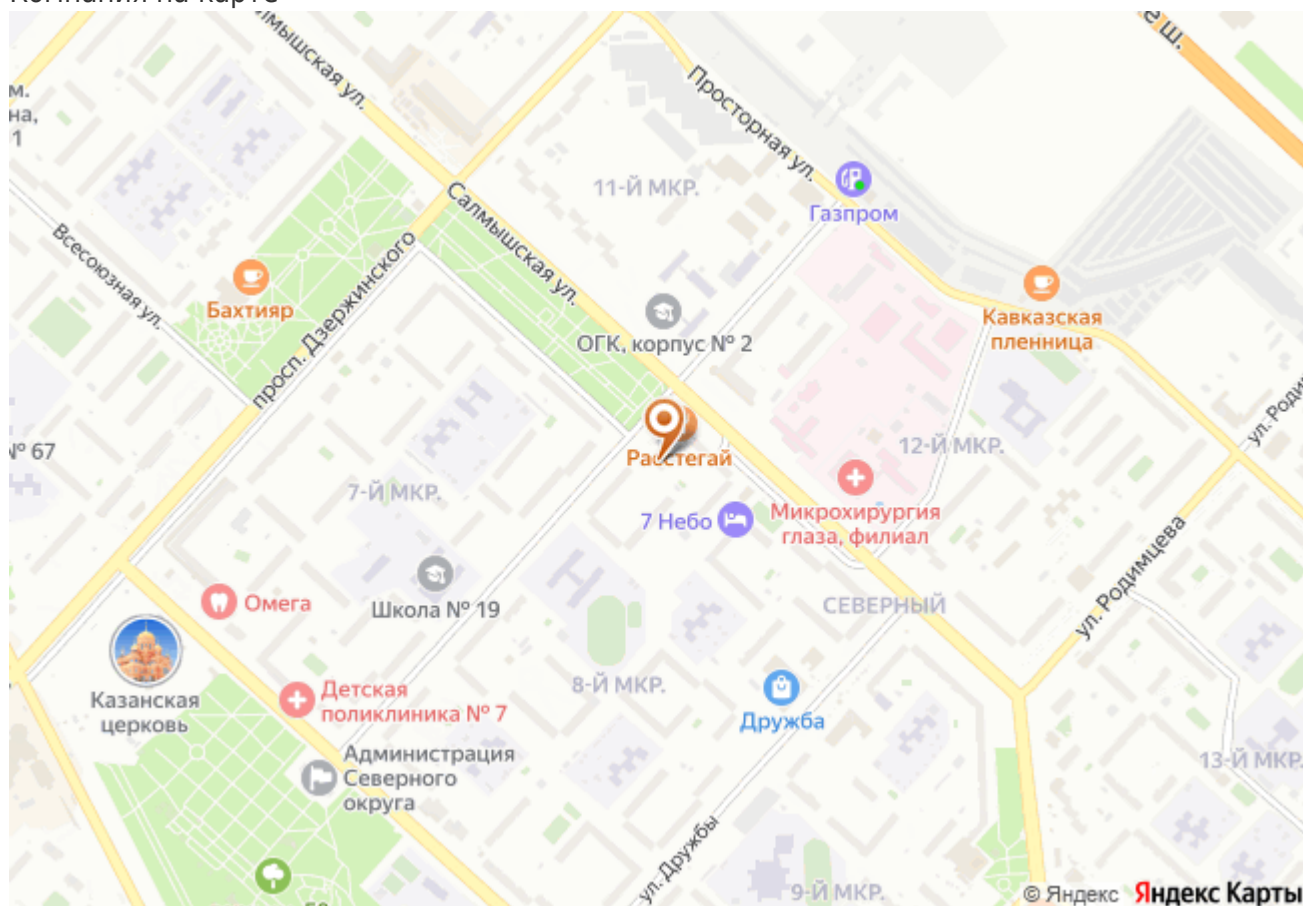 Компания на карте
Салмышская ул.
Просторная ул.
11-Й МКР.
Газпром
Салмышская ул.
Всесоюзная ул.
Бахтияр
просп. Дзержинского
ОГК, корпус № 2
Кавказская
пленница
№ 67
7-Й МКР.
Расстегай
12-Й МКР.
7 Небо
Микрохирургия
глаза, филиал
ул. Родимцева
Омега
Школа № 19
СЕВЕРНЫЙ
Казанская
церковь
Детская
поликлиника № 7
8-Й МКР.
Дружба
Администрация
Северного
округа
13-Й МКР.
ул. Дружбы
9-Й МКР.
© Яндекс Яндекс Карты